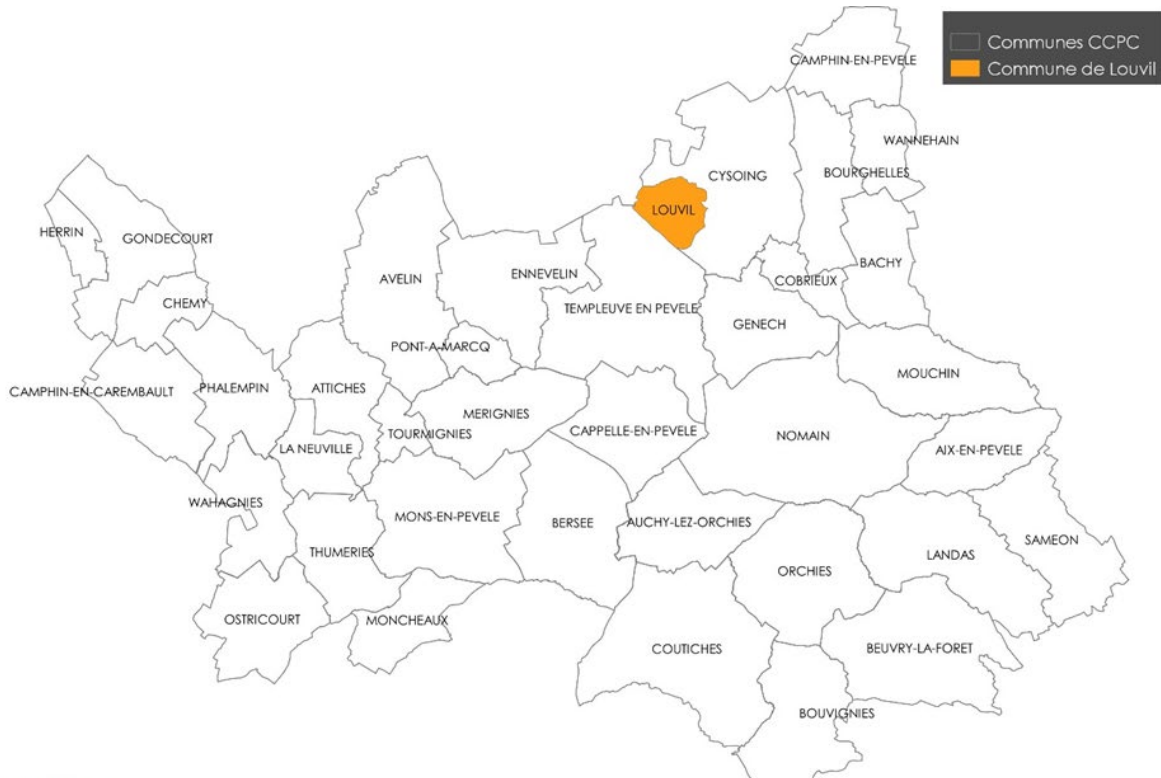 CAMPHIN-EN-PEVELE
Communes CCPC
Commune de Louvil
WANNEHAIN
CYSOING
BOURGHELLES
LOUVIL
HERRIN
GONDECOURT
BACHY
AVELIN
ENNEVELIN
COBRIEUX
CHEMY
TEMPLEUVE EN PEVELE
GENECH
PONT-A-MARCQ
MOUCHIN
CAMPHIN-EN-CAREMBAULT
PHALEMPIN
ATTICHES
MERIGNIES
TOURMIGNIES
CAPPELLE-EN-PEVELE
NOMAIN
LA NEUVILLE
AIX-EN-PEVELE
WAHAGNIES
MONS-EN-PEVELE
BERSEE
AUCHY-LEZ-ORCHIES
SAMEON
THUMERIES
LANDAS
ORCHIES
OSTRICOURT
MONCHEAUX
COUTICHES
BEUVRY-LA-FORET
BOUVIGNIES